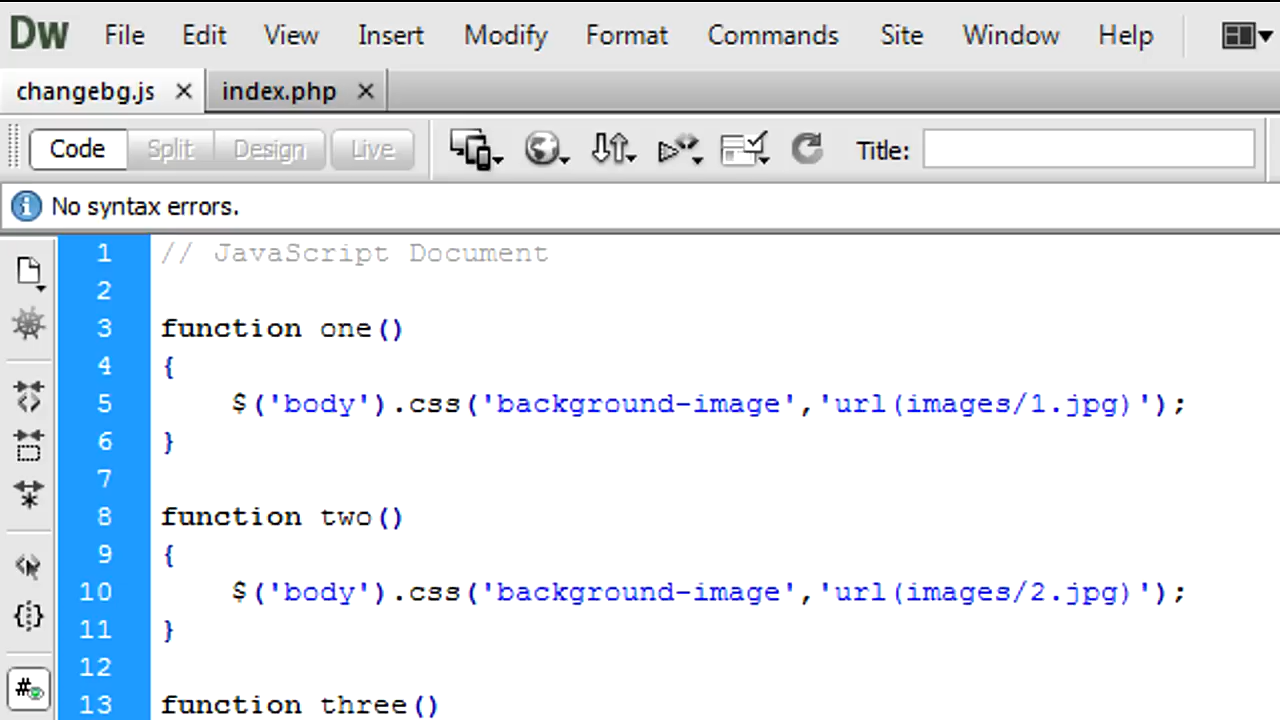 Dw File Edit View Insert Modify Format Commands Site Window Help
changebg.js index.php
Code Split Design Live Title:
No syntax errors.
1 // JavaScript Document
2
3 function one()
4 {
5 $('body').css('background-image','url(images/1.jpg)');
6 }
7
8 function two()
9 {
10 $('body').css('background-image','url(images/2.jpg)');
11 }
12
13 function three()